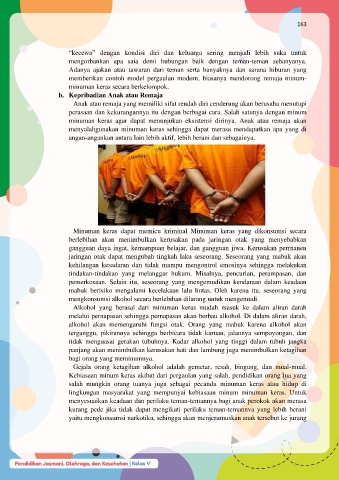 163
"kecewa" dengan kondisi diri dan keluarga sering menjadi lebih suka untuk
mengorbankan apa saja demi hubungan baik dengan teman-teman sebayanya.
Adanya ajakan atau tawaran dari teman serta banyaknya dan sarana hiburan yang
memberikan contoh model pergaulan modern, biasanya mendorong remaja minum-
minuman keras secara berkelompok.
b. Kepribadian Anak atau Remaja
Anak atau remaja yang memiliki sifat rendah diri cenderung akan berusaha menutupi
perasaan dan kekurangannya itu dengan berbagai cara. Salah satunya dengan minum
minuman keras agar dapat menunjukan eksistensi dirinya. Anak atau remaja akan
menyalahgunakan minuman keras sehingga dapat merasa mendapatkan apa yang di
angan-angankan antara lain lebih aktif, lebih berani dan sebagainya.
Minuman keras dapat memicu kriminal Minuman keras yang dikonsumsi secara
berlebihan akan menimbulkan kerusakan pada jaringan otak yang menyebabkan
gangguan daya ingat, kemampuan belajar, dan gangguan jiwa. Kerusakan permanen
jaringan otak dapat mengubah tingkah laku seseorang. Seseorang yang mabuk akan
kehilangan kesadaran dan tidak mampu mengontrol emosinya sehingga melakukan
tindakan-tindakan yang melanggar hukum. Misalnya, pencurian, perampasan, dan
pemerkosaan. Selain itu, seseorang yang mengemudikan kendaraan dalam keadaan
mabuk berisiko mengalami kecelakaan lalu lintas. Oleh karena itu, seseorang yang
mengkonsumsi alkohol secara berlebihan dilarang untuk mengemudi.
Alkohol yang berasal dari minuman keras mudah masuk ke dalam aliran darah
melalui pernapasan sehingga pernapasan akan berbau alkohol. Di dalam aliran darah,
alkohol akan memengaruhi fungsi otak. Orang yang mabuk karena alkohol akan
terganggu, pikirannya sehingga berbicara tidak karuan, jalannya sempoyongan, dan
tidak menguasai gerakan tubuhnya. Kadar alkohol yang tinggi dalam tubuh jangka
panjang akan menimbulkan kerusakan hati dan lambung juga menimbulkan ketagihan
bagi orang yang meminumnya.
Gejala orang ketagihan alkohol adalah gemetar, resah, bingung, dan mual-mual.
Kebiasaan minum keras akibat dari pergaulan yang salah, pendidikan orang tua yang
salah mungkin orang tuanya juga sebagai pecandu minuman keras atau hidup di
lingkungan masyarakat yang mempunyai kebiasaan minum minuman keras. Untuk
menyesuaikan keadaan dan perilaku teman-temannya bagi anak perokok akan merasa
kurang pede jika tidak dapat mengikuti perilaku teman-temannya yang lebih berani
yaitu mengkonsumsi narkotika, sehingga akan menjerumuskan anak tersebut ke jurang
Pendidikan Jasmani, Olahraga, dan Kesehatan | Kelas V